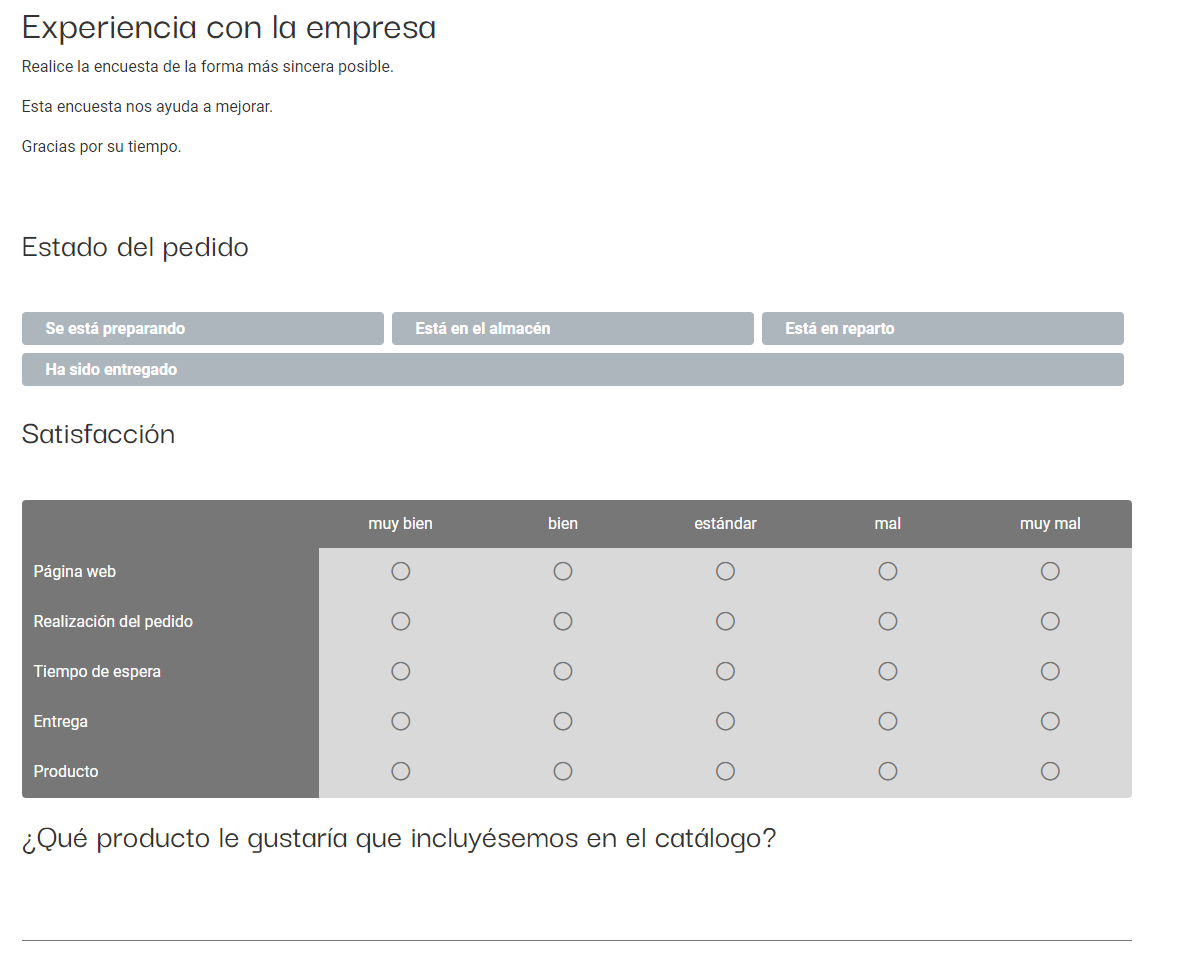 Experiencia con la empresa
Realice la encuesta de la forma más sincera posible.
Esta encuesta nos ayuda a mejorar.
Gracias por su tiempo.
Estado del pedido
Se está preparando Está en el almacén Está en reparto
Ha sido entregado
Satisfacción
muy bien bien estándar mal muy mal
Página web
Realización del pedido
Tiempo de espera
Entrega
Producto
¿Qué producto le gustaría que incluyésemos en el catálogo?